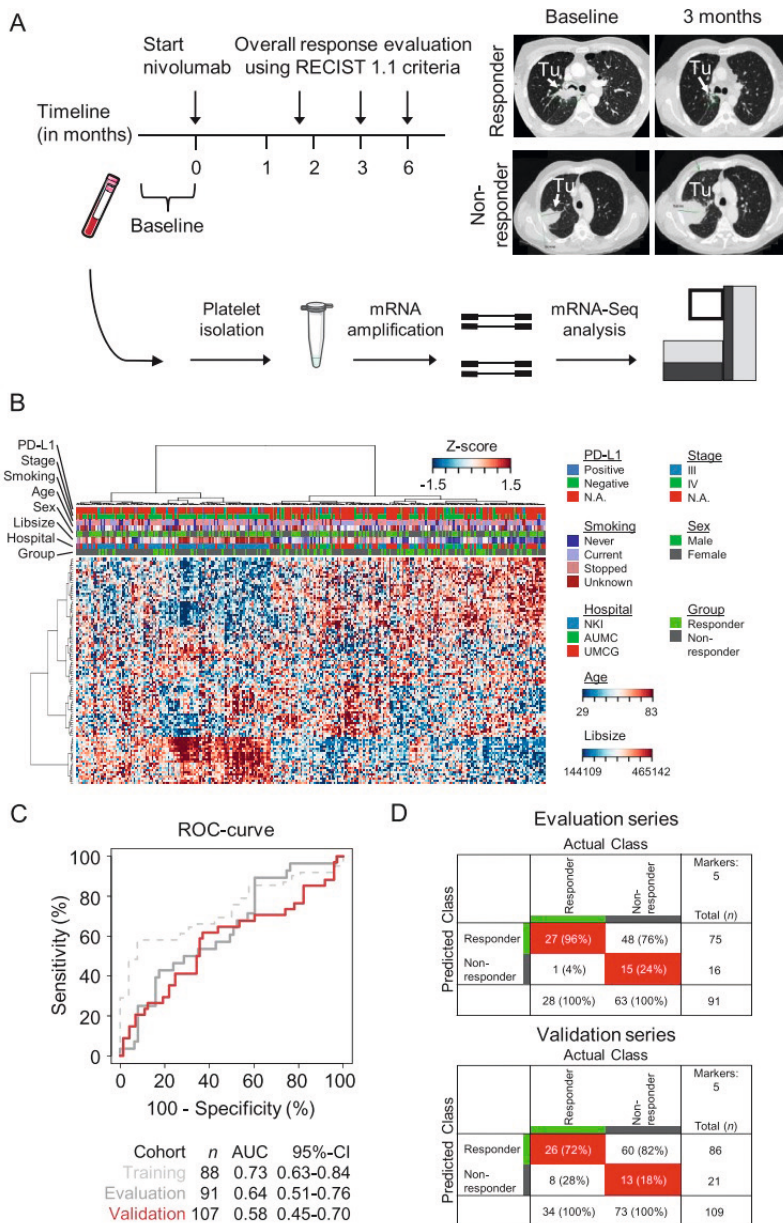 A
Start
nivolumab
Overall response evaluation
using RECIST 1.1 criteria
Timeline
(in months)
0 1 2 3 6
Baseline
Baseline 3 months
Responder
Tu Tu
Non-
responder
Tu Tu
Platelet
isolation
mRNA
amplification
mRNA-Seq
analysis
B
PD-L1
Stage
Smoking
Age
Sex
Libsize
Hospital
Group
Z-score
-1.5 1.5
PD-L1
Positive
Negative
N.A.
Stage
III
IV
N.A.
Smoking
Never
Current
Stopped
Unknown
Sex
Male
Female
Hospital
NKI
AUMC
UMCG
Group
Responder
Non-
responder
Age
29 83
Libsize
144109 465142
C
ROC-curve
Sensitivity (%)
100
80
60
40
20
0
0 20 40 60 80 100
100 - Specificity (%)
Cohort n AUC 95%-CI
Training 88 0.73 0.63-0.84
Evaluation 91 0.64 0.51-0.76
Validation 107 0.58 0.45-0.70
D
Evaluation series
Actual Class
Predicted Class
Responder
Non-
responder
Markers:
5
Total (n)
Responder 27 (96%) 48 (76%) 75
Non-
responder 1 (4%) 15 (24%) 16
28 (100%) 63 (100%) 91
Validation series
Actual Class
Predicted Class
Responder
Non-
responder
Markers:
5
Total (n)
Responder 26 (72%) 60 (82%) 86
Non-
responder 8 (28%) 13 (18%) 21
34 (100%) 73 (100%) 109